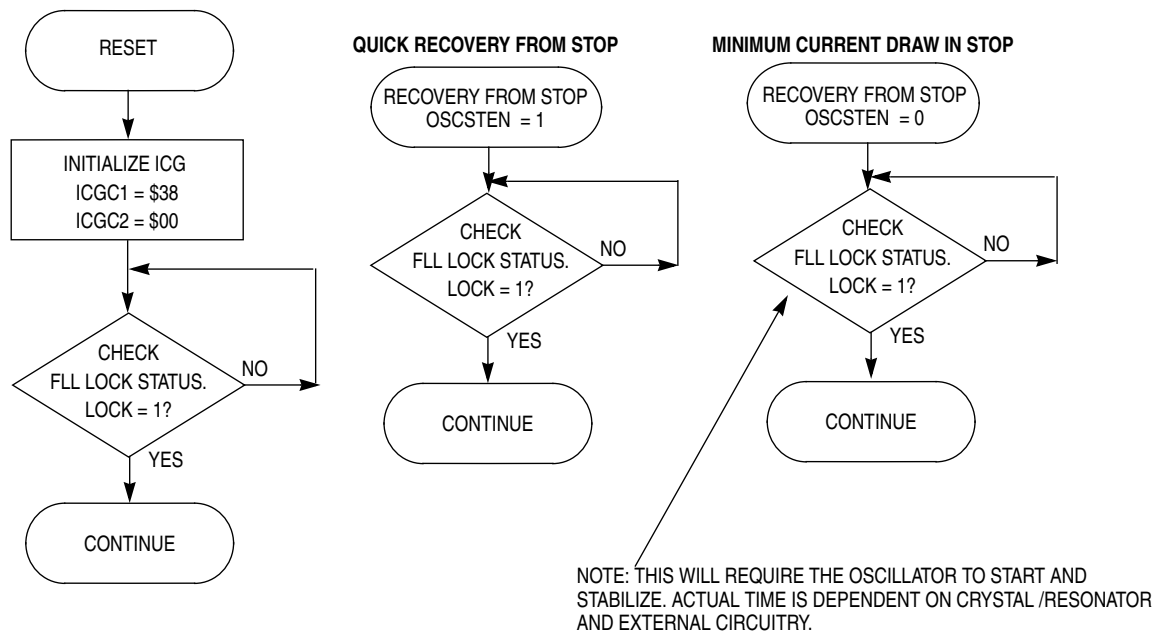 RESET
INITIALIZE ICG
ICGC1 = $38
ICGC2 = $00
CHECK
FLL LOCK STATUS.
LOCK = 1?
NO
YES
CONTINUE
QUICK RECOVERY FROM STOP
RECOVERY FROM STOP
OSCSTEN = 1
CHECK
FLL LOCK STATUS.
LOCK = 1?
NO
YES
CONTINUE
MINIMUM CURRENT DRAW IN STOP
RECOVERY FROM STOP
OSCSTEN = 0
CHECK
FLL LOCK STATUS.
LOCK = 1?
NO
YES
CONTINUE
NOTE: THIS WILL REQUIRE THE OSCILLATOR TO START AND
STABILIZE. ACTUAL TIME IS DEPENDENT ON CRYSTAL /RESONATOR
AND EXTERNAL CIRCUITRY.